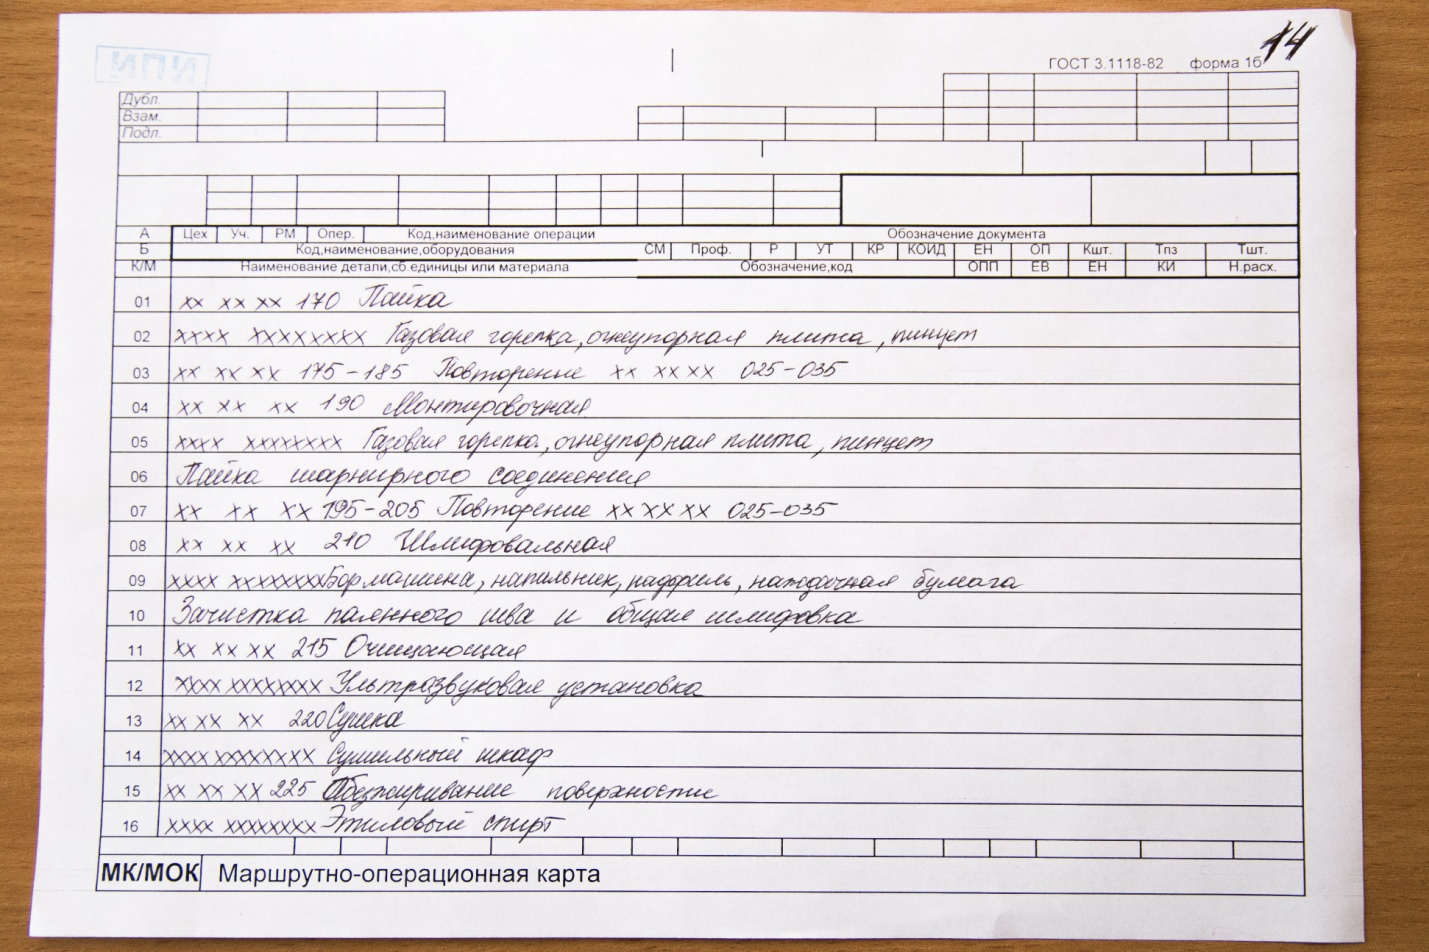 14
ГОСТ 3.1118-82 форма 1б
Дубл.
Взам.
Подл.
А Цех Уч. РМ Опер. Код,наименование операции Обозначение документа
Б Код,наименование,оборудования СМ Проф. Р УТ КР КОИД ЕН ОП Кшт. Тпз Тшт.
К/М Наименование детали,сб.единицы или материала Обозначение,код ОПП ЕВ ЕН КИ Н.расх.
01 хх хх хх 170 Пайка
02 хххх хххххххх Газовая горелка, огнеупорная плита, пинцет
03 хх хх хх 175-185 Повторение хх хх хх 025-035
04 хх хх хх 190 Монтировочная
05 хххх хххххххх Газовая горелка, огнеупорная плита, пинцет
06 Пайка шарнирного соединения
07 хх хх хх 195-205 Повторение хх хх хх 025-035
08 хх хх хх 210 Шлифовальная
09 хххх хххххххх Бормашина, напильник, надфиль, наждачная бумага
10 Зачистка паянного шва и общая шлифовка
11 хх хх хх 215 Очищающая
12 хххх хххххххх Ультрозвуковая установка
13 хх хх хх 220 Сушка
14 хххх хххххххх Сушильный шкаф
15 хх хх хх 225 Обезжиривание поверхности
16 хххх хххххххх Этиловый спирт
МК/МОК Маршрутно-операционная карта